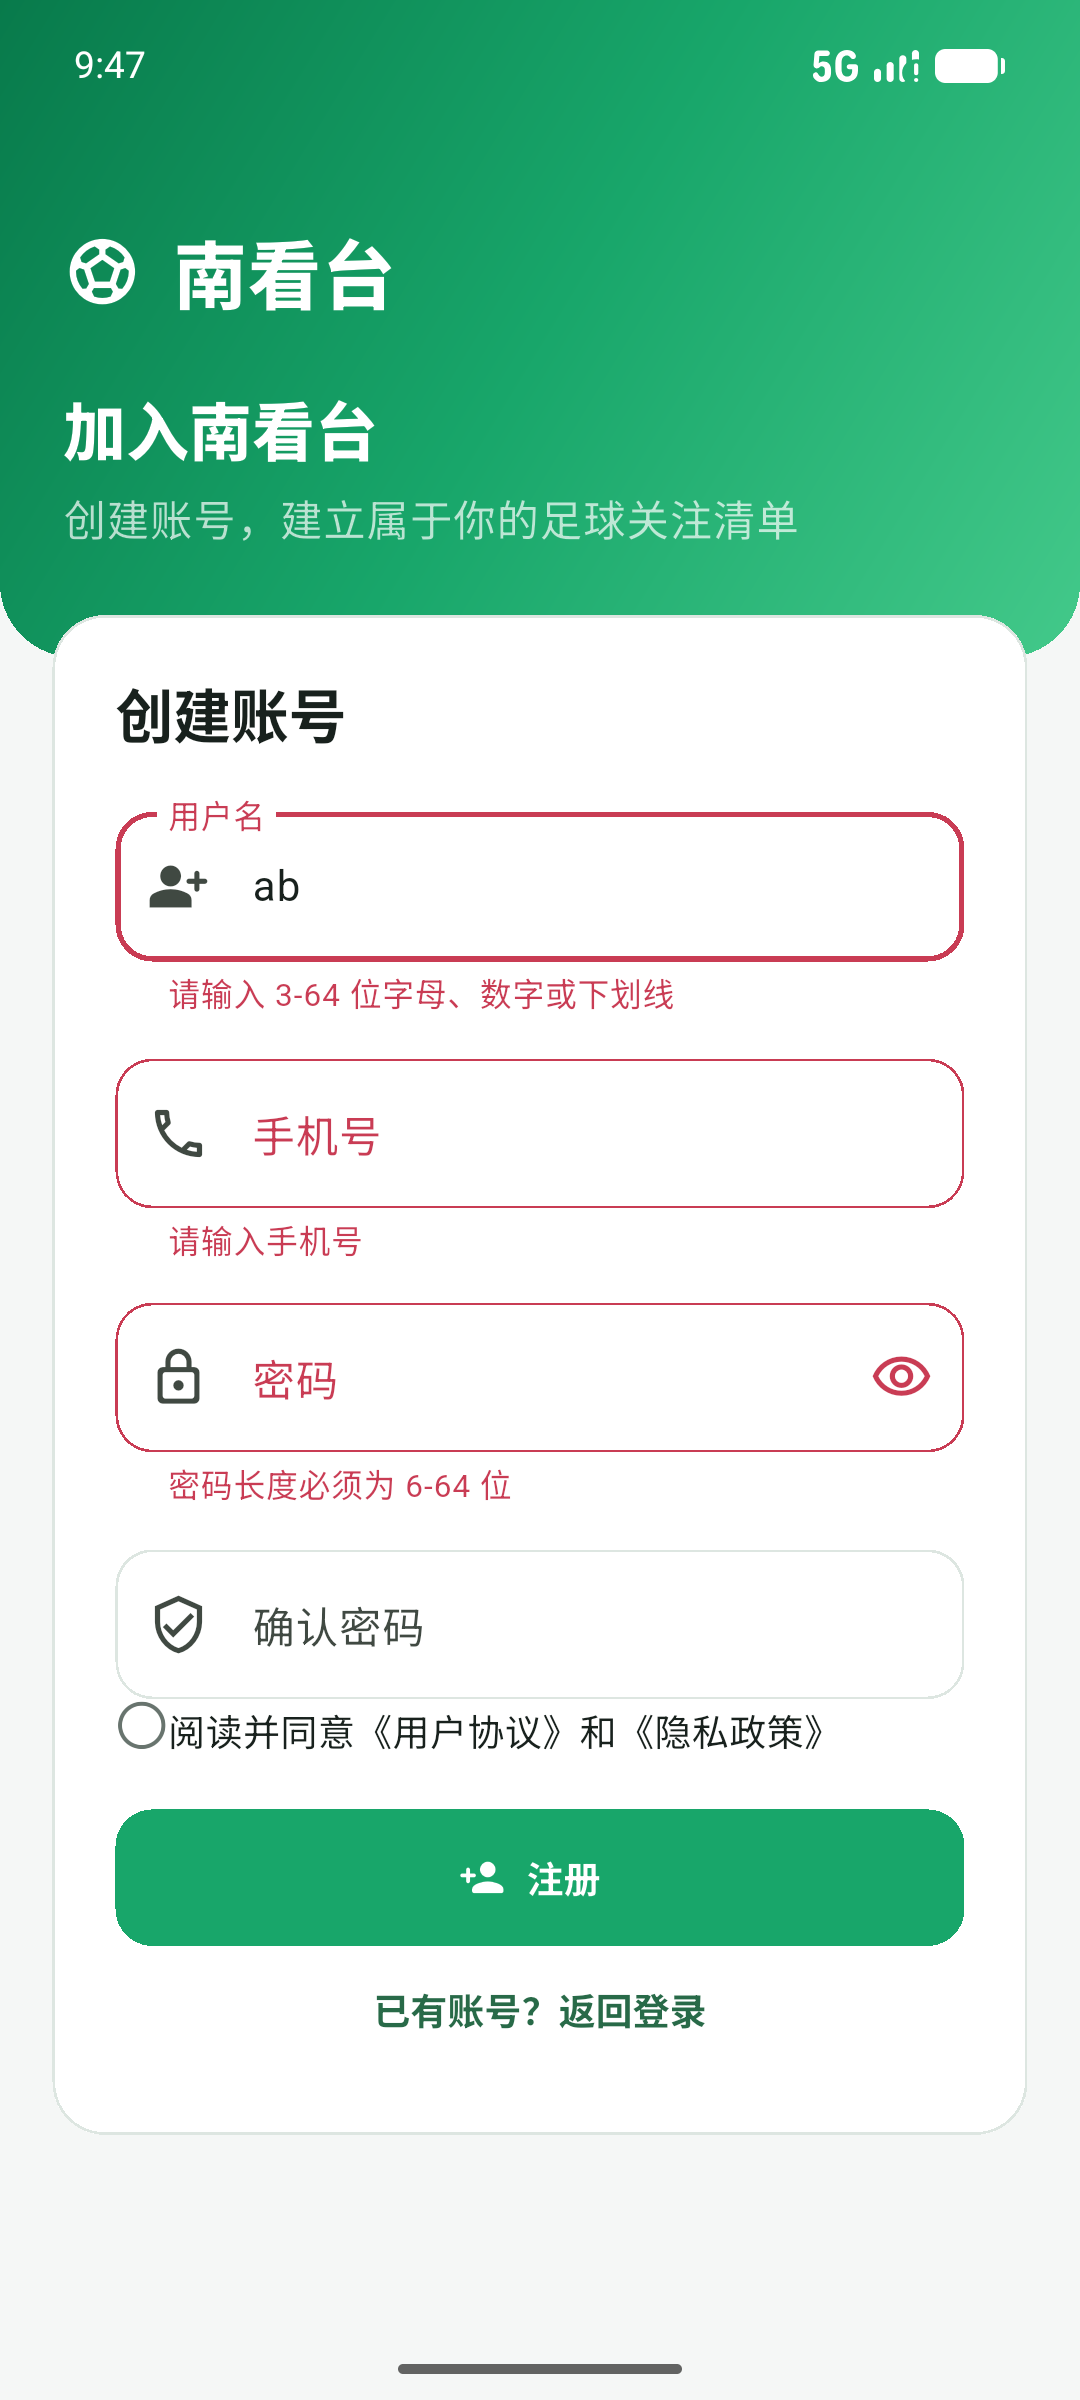 9:47 5G
南看台
加入南看台
创建账号，建立属于你的足球关注清单
创建账号
用户名
ab
请输入 3-64 位字母、数字或下划线
手机号
请输入手机号
密码
密码长度必须为 6-64 位
确认密码
阅读并同意《用户协议》和《隐私政策》
注册
已有账号？返回登录